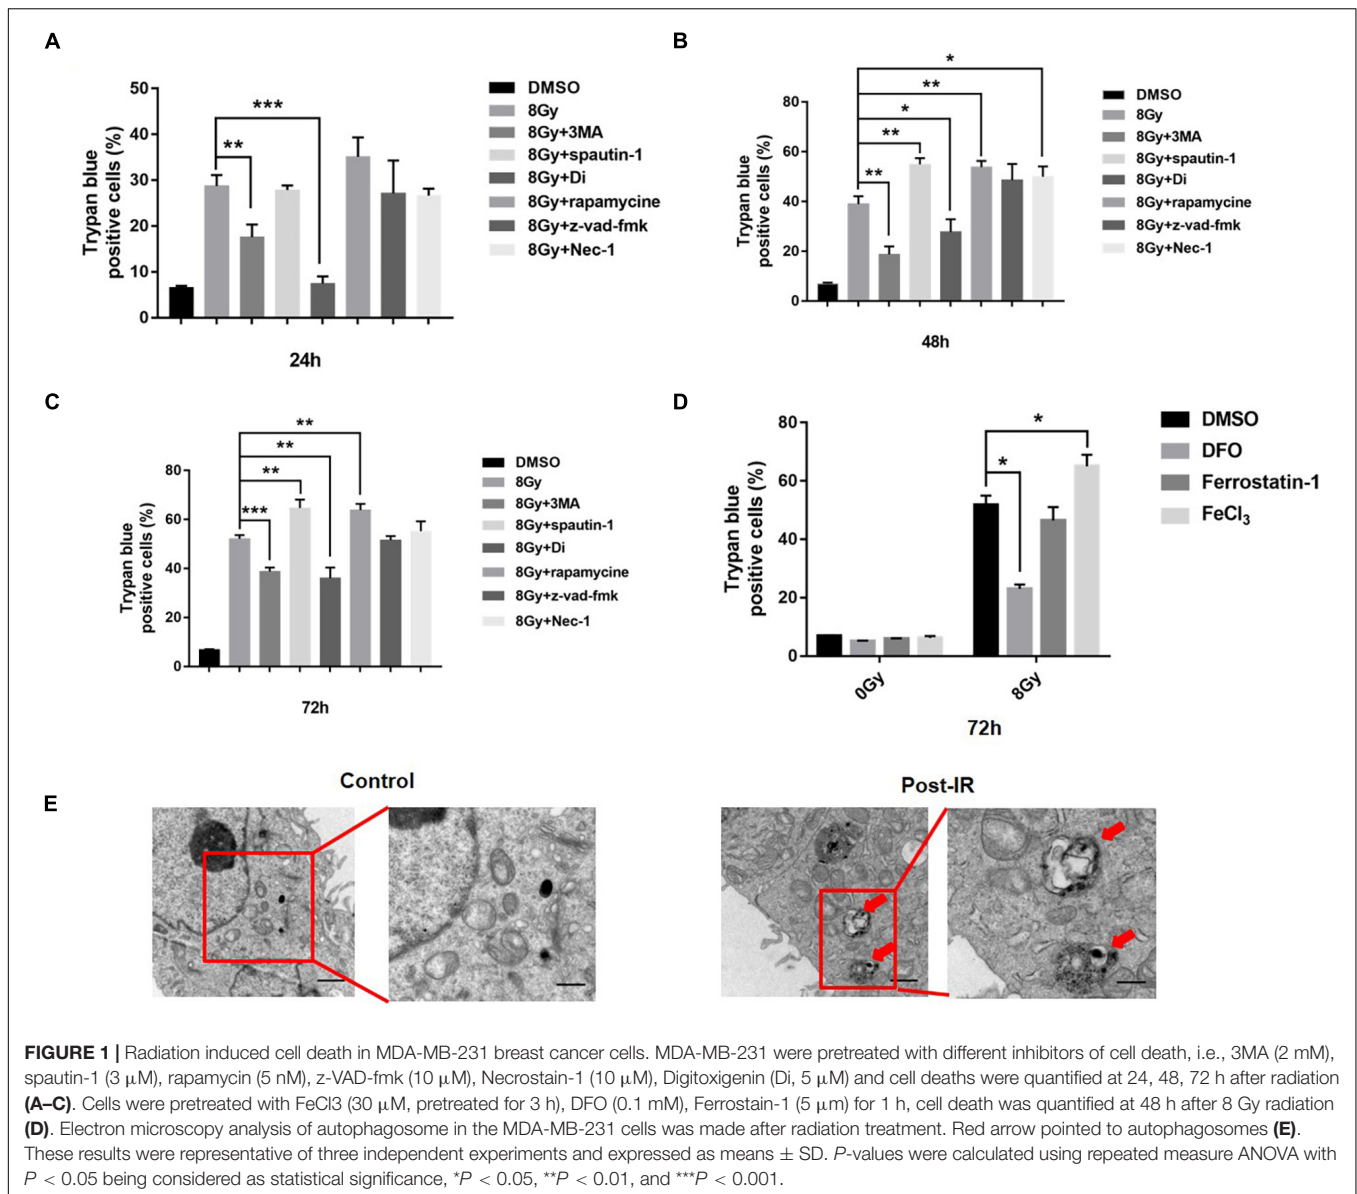 A
Trypan blue
positive cells (%)
50
40
30
20
10
0
***
**
24h
DMSO
8Gy
8Gy+3MA
8Gy+spautin-1
8Gy+Di
8Gy+rapamycine
8Gy+z-vad-fmk
8Gy+Nec-1
B
Trypan blue
positive cells (%)
80
60
40
20
0
*
**
*
**
**
48h
DMSO
8Gy
8Gy+3MA
8Gy+spautin-1
8Gy+Di
8Gy+rapamycine
8Gy+z-vad-fmk
8Gy+Nec-1
C
Trypan blue
positive cells (%)
80
60
40
20
0
**
**
**
***
72h
DMSO
8Gy
8Gy+3MA
8Gy+spautin-1
8Gy+Di
8Gy+rapamycine
8Gy+z-vad-fmk
8Gy+Nec-1
D
Trypan blue
positive cells (%)
80
60
40
20
0
*
*
0Gy
8Gy
72h
DMSO
DFO
Ferrostatin-1
FeCl3
E
Control
Post-IR
FIGURE 1 | Radiation induced cell death in MDA-MB-231 breast cancer cells. MDA-MB-231 were pretreated with different inhibitors of cell death, i.e., 3MA (2 mM),
spautin-1 (3 μM), rapamycin (5 nM), z-VAD-fmk (10 μM), Necrostain-1 (10 μM), Digitoxigenin (Di, 5 μM) and cell deaths were quantified at 24, 48, 72 h after radiation
(A–C). Cells were pretreated with FeCl3 (30 μM, pretreated for 3 h), DFO (0.1 mM), Ferrostain-1 (5 μm) for 1 h, cell death was quantified at 48 h after 8 Gy radiation
(D). Electron microscopy analysis of autophagosome in the MDA-MB-231 cells was made after radiation treatment. Red arrow pointed to autophagosomes (E).
These results were representative of three independent experiments and expressed as means ± SD. P-values were calculated using repeated measure ANOVA with
P < 0.05 being considered as statistical significance, *P < 0.05, **P < 0.01, and ***P < 0.001.